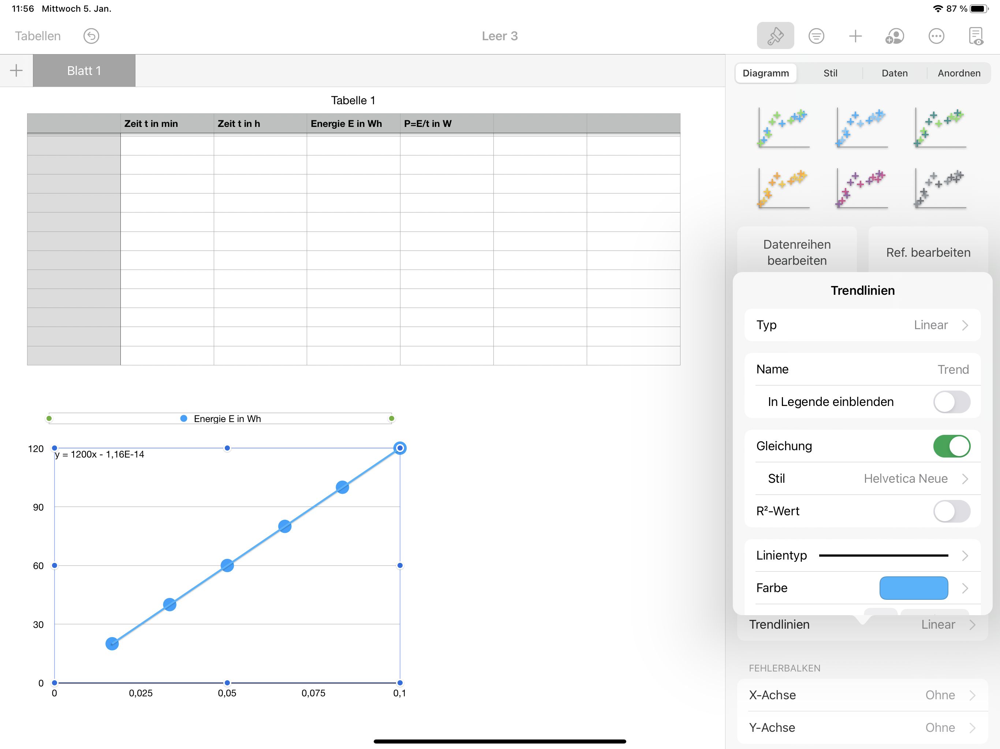 11:56 Mittwoch 5. Jan.
87 %
Tabellen
Leer 3
Blatt 1
Diagramm Stil Daten Anordnen
Tabelle 1
Zeit t in min Zeit t in h Energie E in Wh P=E/t in W
Datenreihen
bearbeiten
Ref. bearbeiten
Trendlinien
Typ Linear
Name Trend
In Legende einblenden
Gleichung
Stil Helvetica Neue
R²-Wert
Linientyp
Farbe
Trendlinien Linear
FEHLERBALKEN
X-Achse Ohne
Y-Achse Ohne
Energie E in Wh
120
y = 1200x - 1,16E-14
90
60
30
0
0 0,025 0,05 0,075 0,1